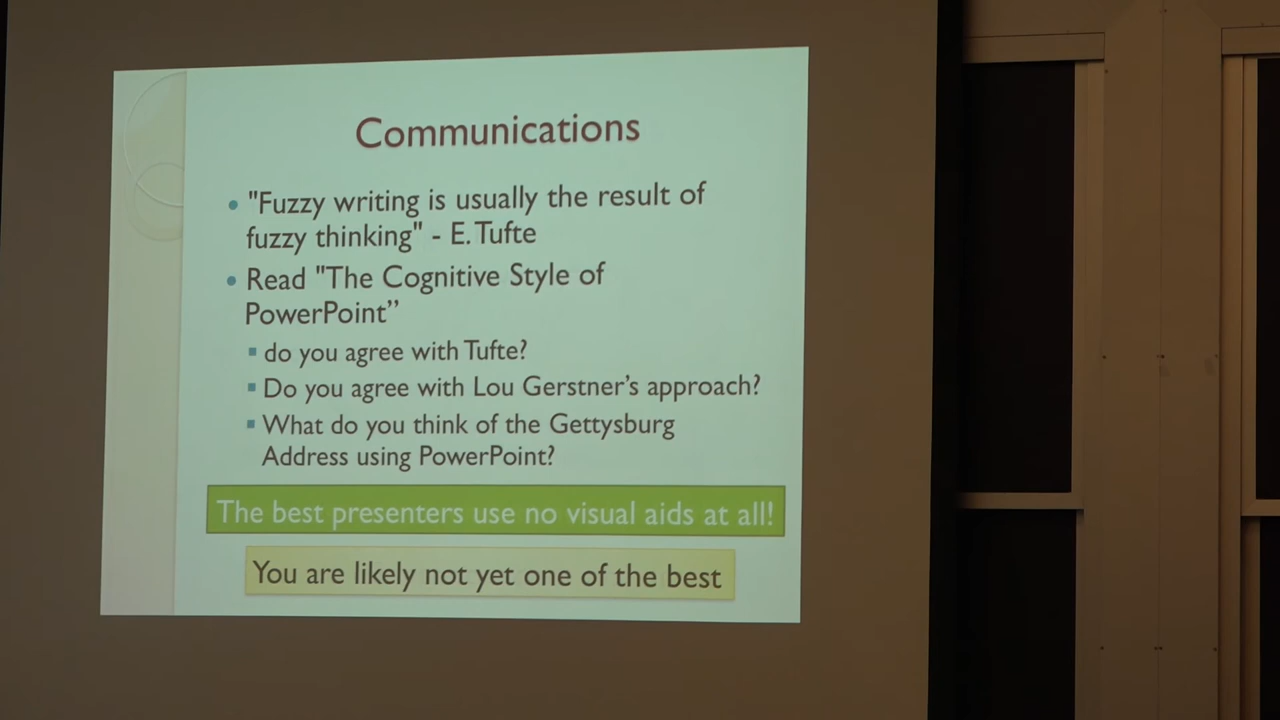 Communications
• "Fuzzy writing is usually the result of
fuzzy thinking" - E. Tufte
• Read "The Cognitive Style of
PowerPoint”
▪ do you agree with Tufte?
▪ Do you agree with Lou Gerstner’s approach?
▪ What do you think of the Gettysburg
Address using PowerPoint?
The best presenters use no visual aids at all!
You are likely not yet one of the best